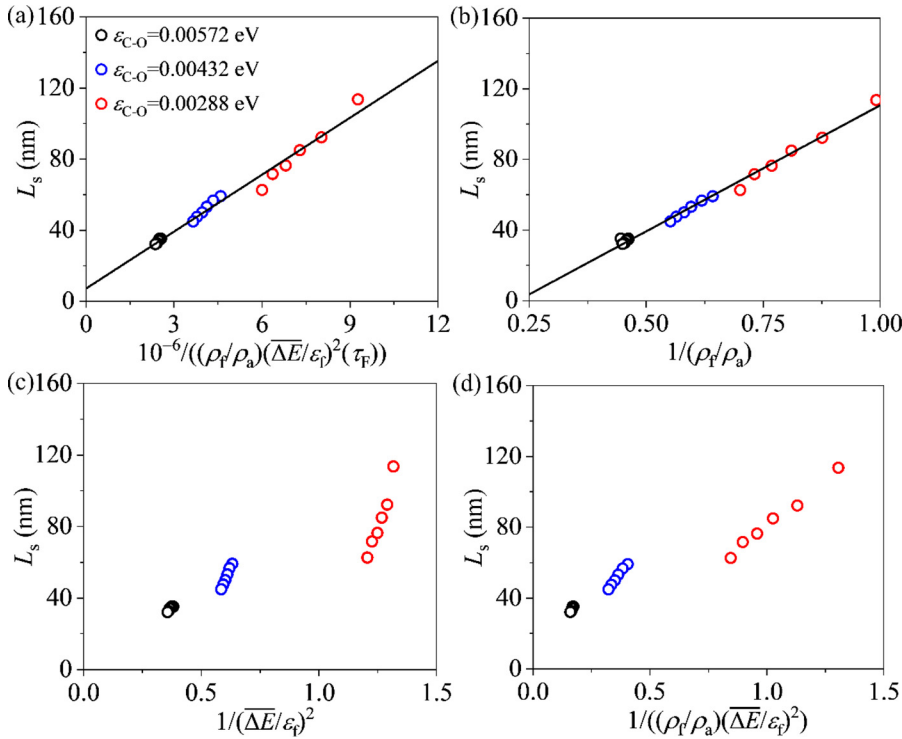 (a) 160
120
80
40
0
L_s (nm)
ε_C-O=0.00572 eV
ε_C-O=0.00432 eV
ε_C-O=0.00288 eV
0 3 6 9 12
10⁻⁶/((ρ_f/ρ_a)(ΔE̅/ε_f)²(τ_F))
(b) 160
120
80
40
0
L_s (nm)
0.25 0.50 0.75 1.00
1/(ρ_f/ρ_a)
(c) 160
120
80
40
0
L_s (nm)
0.0 0.5 1.0 1.5
1/(ΔE̅/ε_f)²
(d) 160
120
80
40
0
L_s (nm)
0.0 0.5 1.0 1.5
1/((ρ_f/ρ_a)(ΔE̅/ε_f)²)